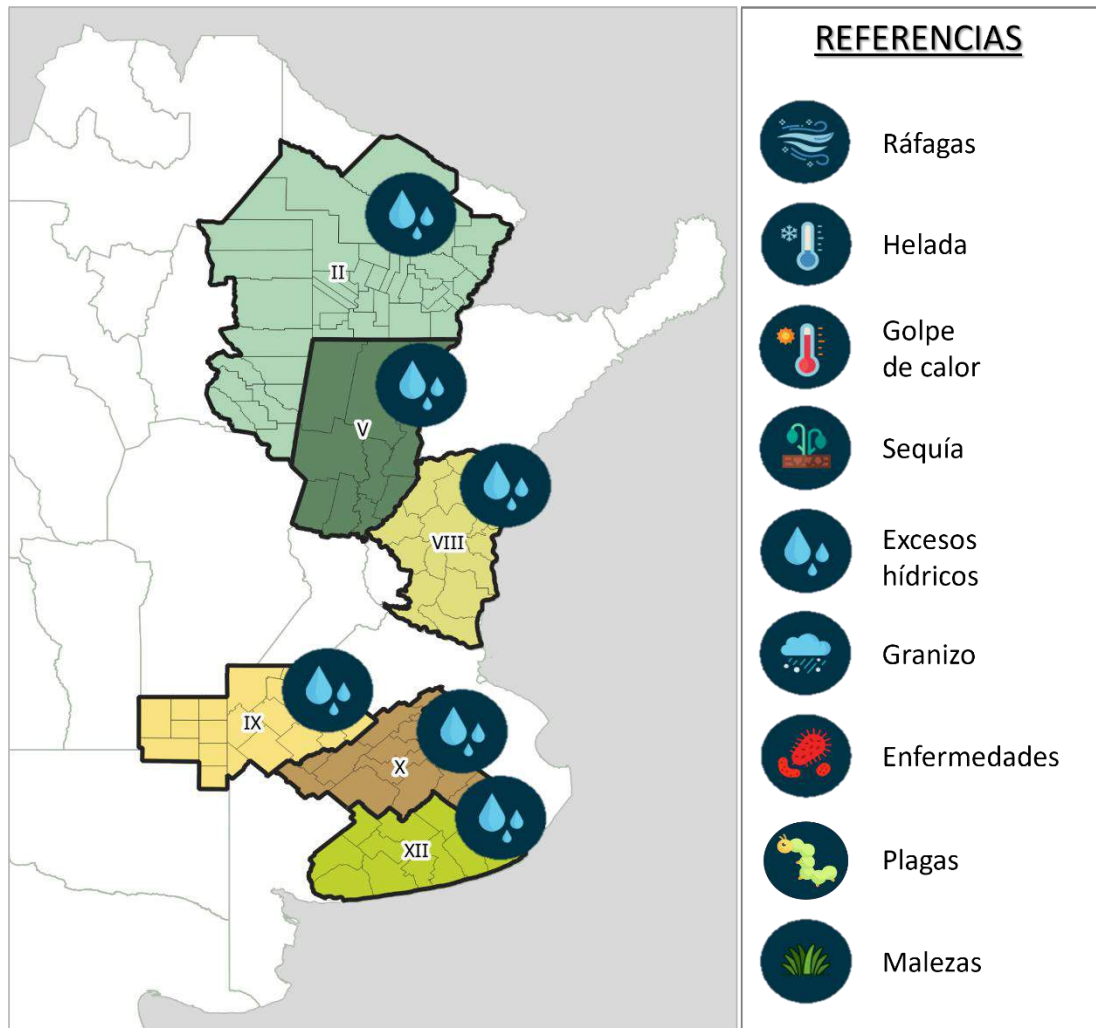 II
V
VIII
IX
X
XII
REFERENCIAS
Ráfagas
Helada
Golpe
de calor
Sequía
Excesos
hídricos
Granizo
Enfermedades
Plagas
Malezas